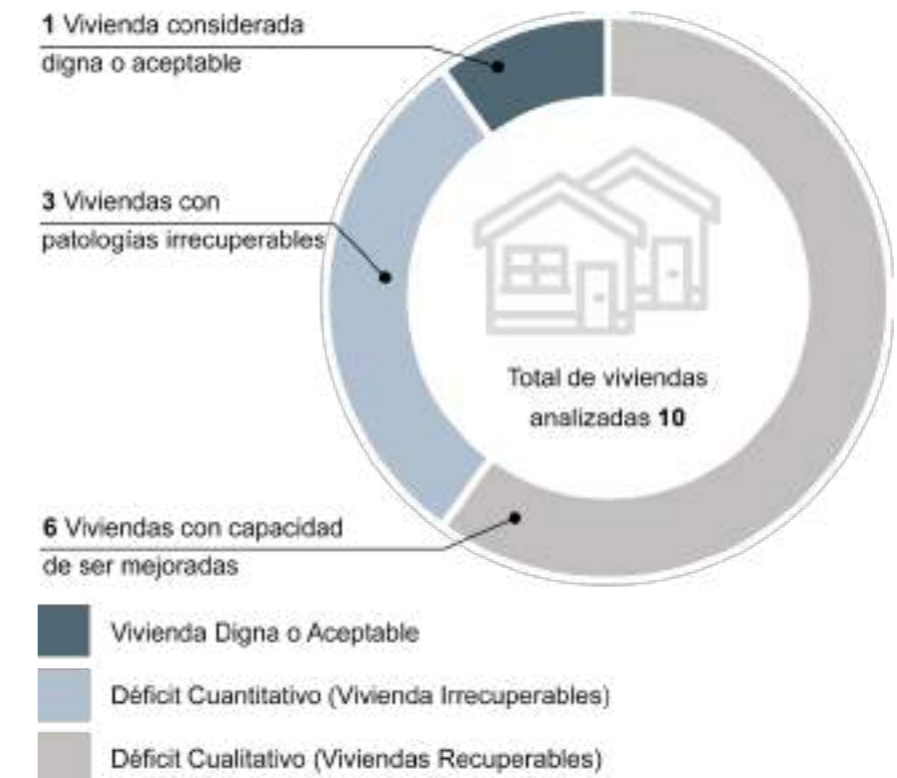 1 Vivienda considerada
digna o aceptable
3 Viviendas con
patologías irrecuperables
Total de viviendas
analizadas 10
6 Viviendas con capacidad
de ser mejoradas
Vivienda Digna o Aceptable
Déficit Cuantitativo (Vivienda Irrecuperables)
Déficit Cualitativo (Viviendas Recuperables)